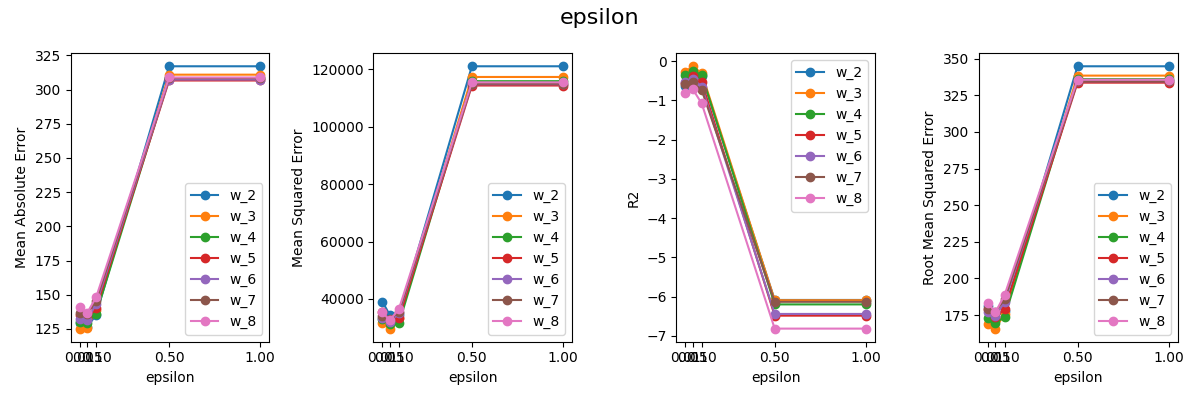 epsilon
Mean Absolute Error
325
300
275
250
225
200
175
150
125
0.50
1.00
epsilon
w_2
w_3
w_4
w_5
w_6
w_7
w_8
Mean Squared Error
120000
100000
80000
60000
40000
0.50
1.00
epsilon
w_2
w_3
w_4
w_5
w_6
w_7
w_8
R2
0
−1
−2
−3
−4
−5
−6
−7
0.50
1.00
epsilon
w_2
w_3
w_4
w_5
w_6
w_7
w_8
Root Mean Squared Error
350
325
300
275
250
225
200
175
0.50
1.00
epsilon
w_2
w_3
w_4
w_5
w_6
w_7
w_8